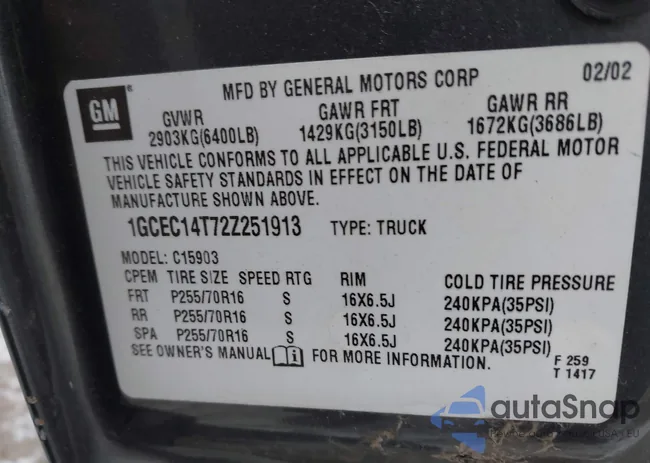 MFD BY GENERAL MOTORS CORP 02/02
GM
GVWR GAWR FRT GAWR RR
2903KG(6400LB) 1429KG(3150LB) 1672KG(3686LB)
THIS VEHICLE CONFORMS TO ALL APPLICABLE U.S. FEDERAL MOTOR
VEHICLE SAFETY STANDARDS IN EFFECT ON THE DATE OF
MANUFACTURE SHOWN ABOVE.
1GCEC14T72Z251913 TYPE: TRUCK
MODEL: C15903
CPEM TIRE SIZE SPEED RTG RIM COLD TIRE PRESSURE
FRT P255/70R16 S 16X6.5J 240KPA(35PSI)
RR P255/70R16 S 16X6.5J 240KPA(35PSI)
SPA P255/70R16 S 16X6.5J 240KPA(35PSI)
SEE OWNER'S MANUAL i FOR MORE INFORMATION.
F 259
T 1417
autaSnap